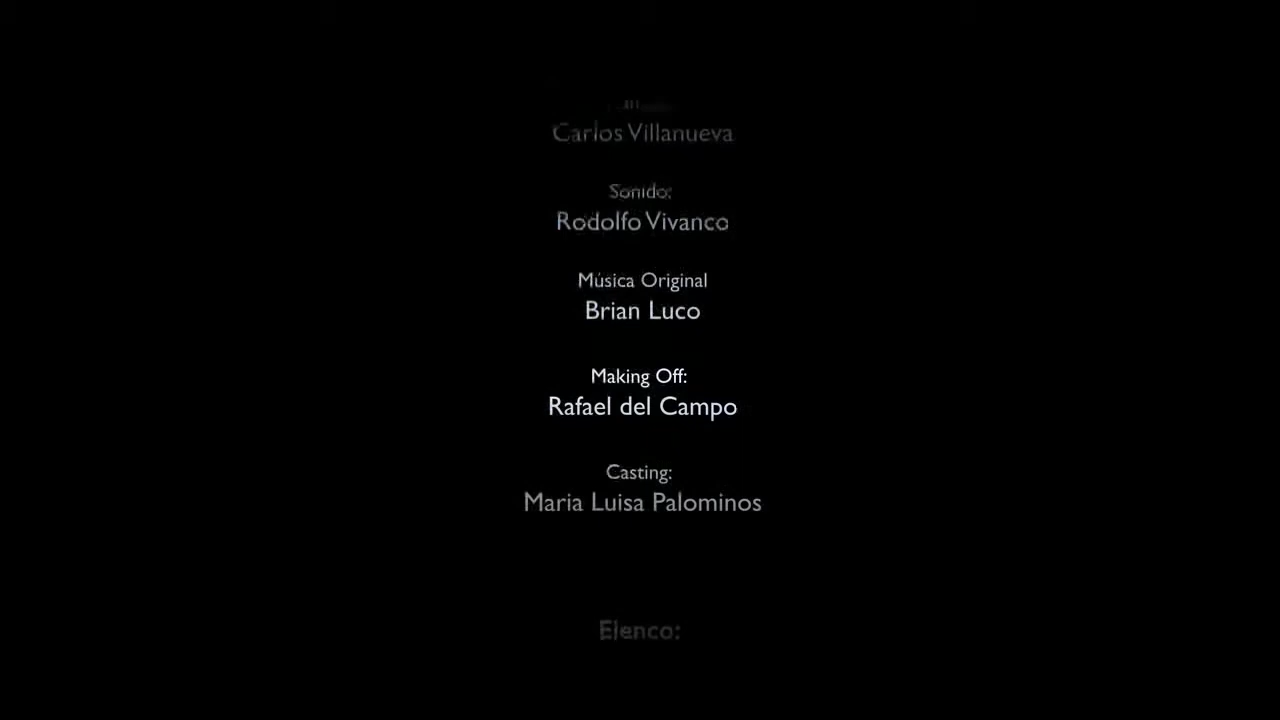 Carlos Villanueva
Sonido:
Rodolfo Vivanco
Música Original
Brian Luco
Making Off:
Rafael del Campo
Casting:
Maria Luisa Palominos
Elenco: